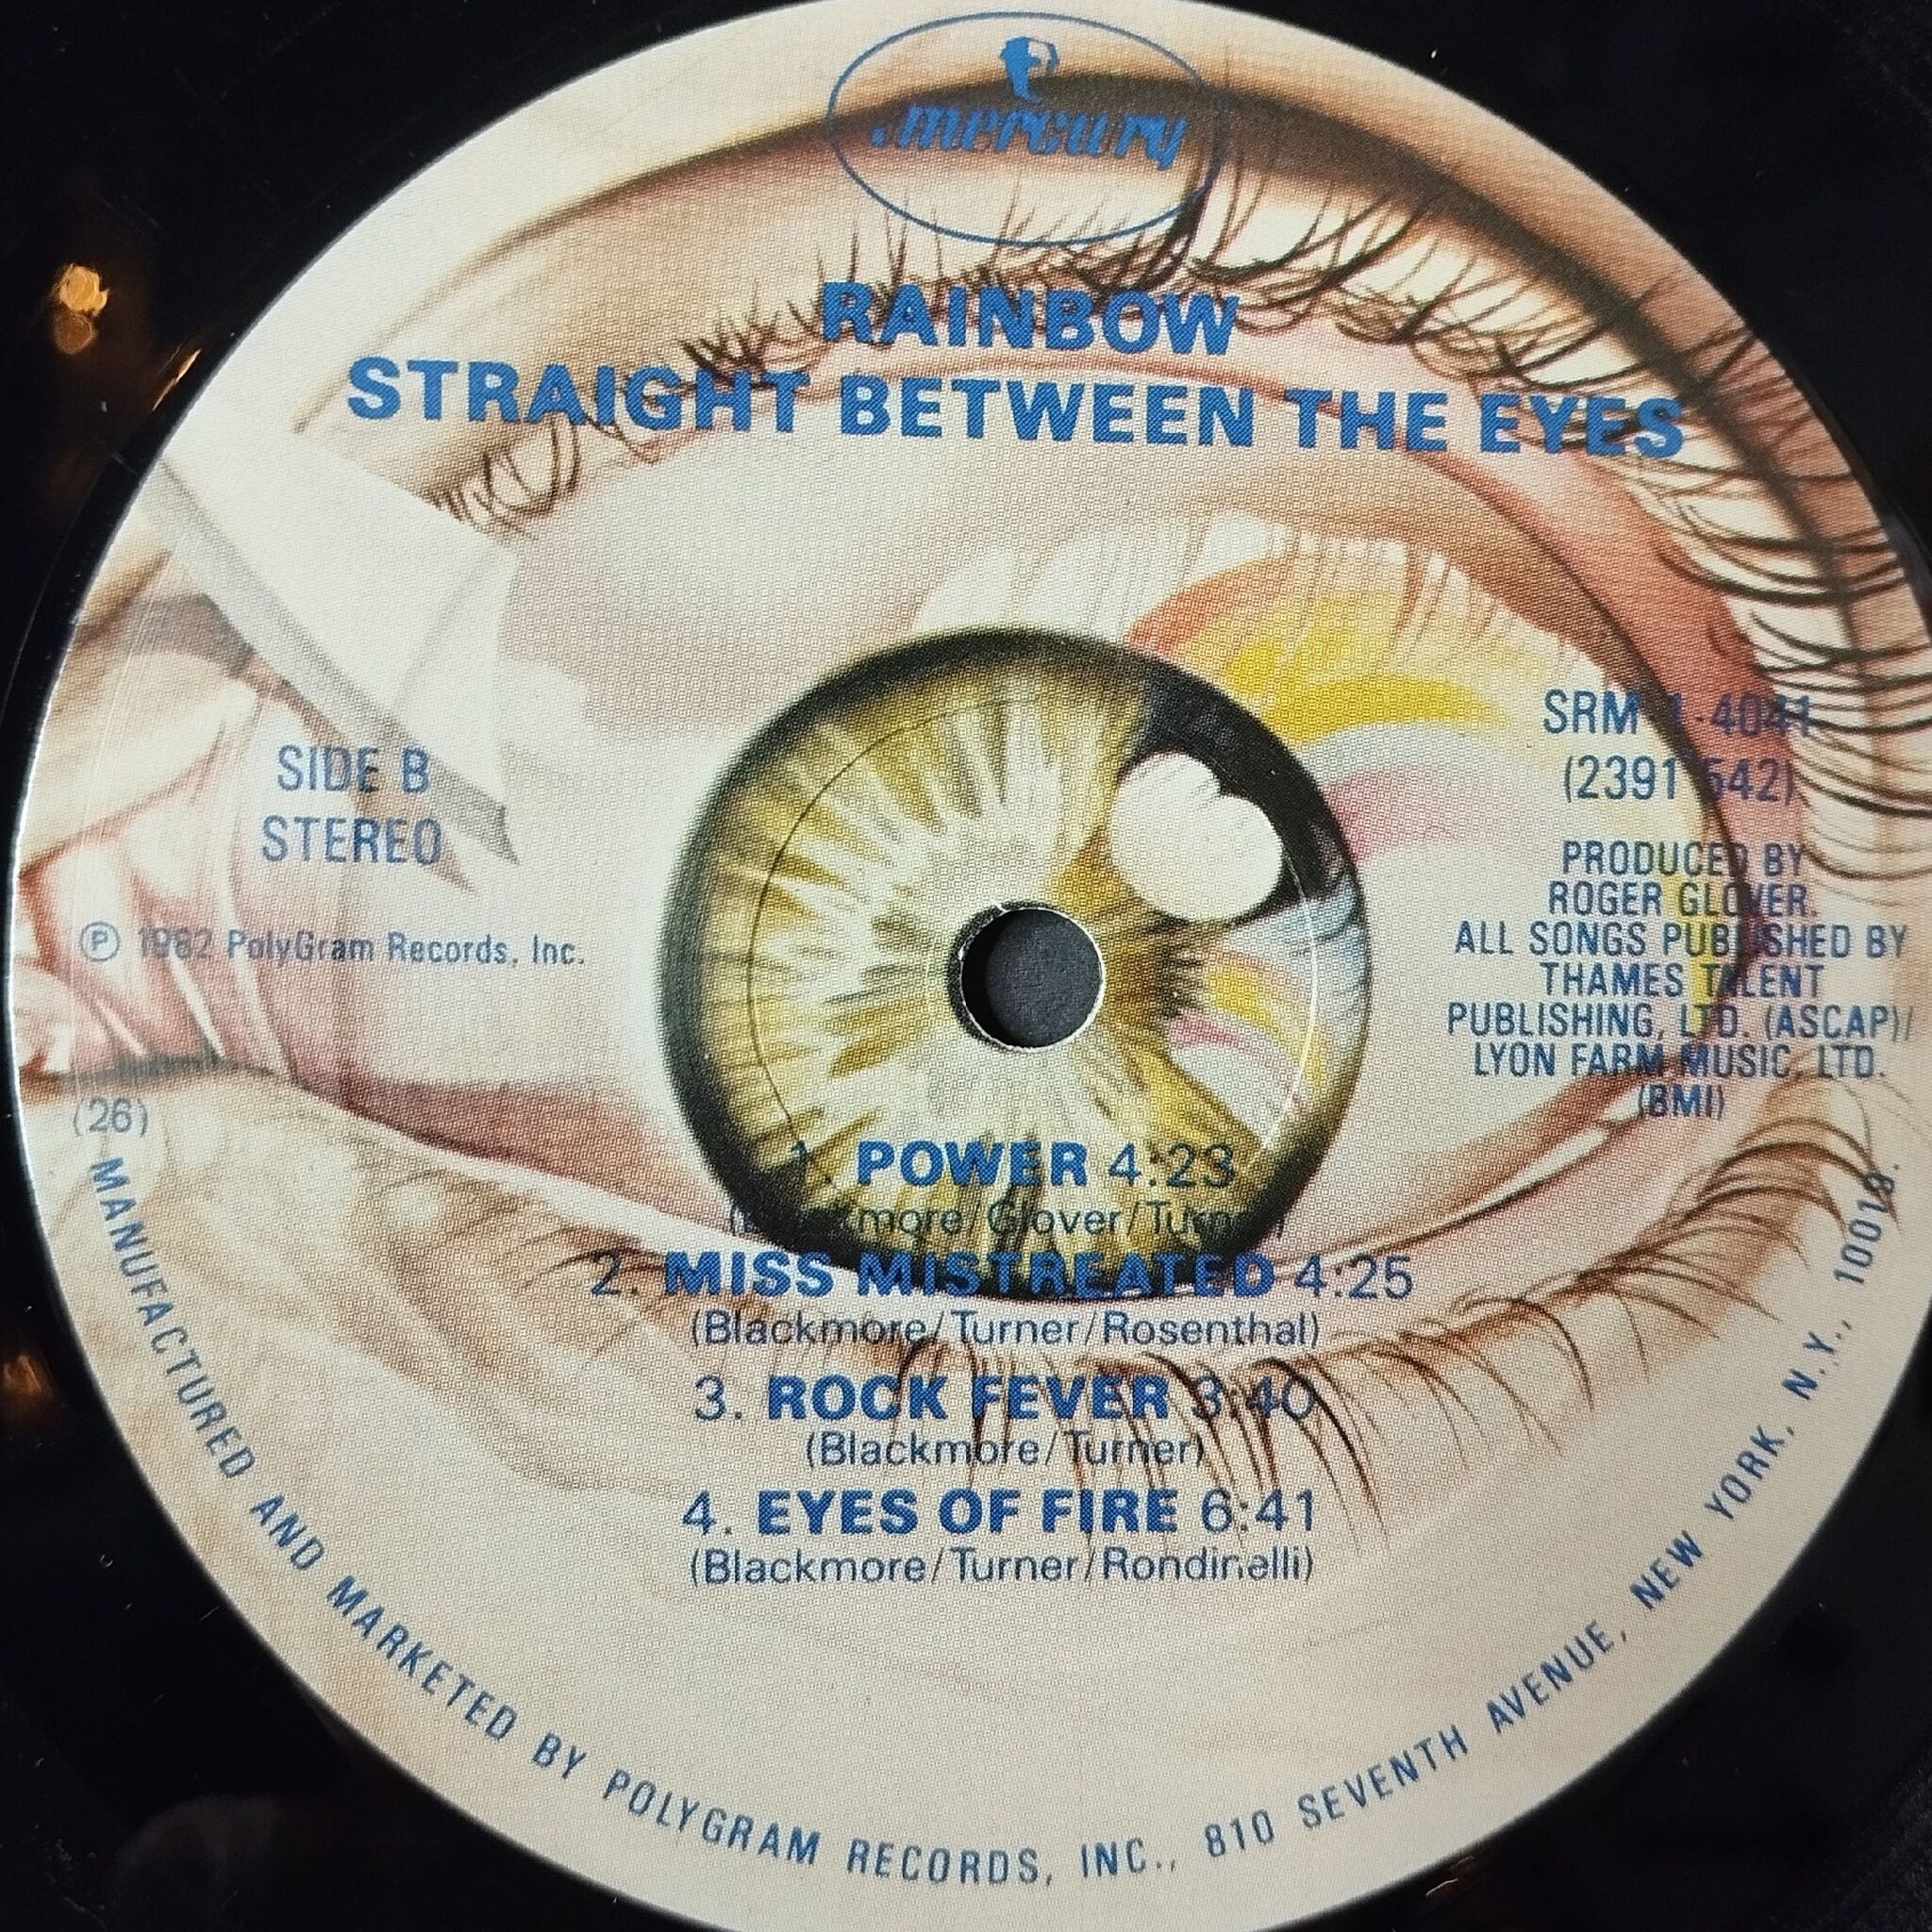 mercury
RAINBOW
STRAIGHT BETWEEN THE EYES
SIDE B
STEREO
℗ 1982 PolyGram Records, Inc.
(26)
SRM 1-4041
(2391 542)
PRODUCED BY
ROGER GLOVER.
ALL SONGS PUBLISHED BY
THAMES TALENT
PUBLISHING, LTD. (ASCAP)/
LYON FARM MUSIC, LTD.
(BMI)
1. POWER 4:23
(Blackmore/Glover/Turner)
2. MISS MISTREATED 4:25
(Blackmore/Turner/Rosenthal)
3. ROCK FEVER 3:40
(Blackmore/Turner)
4. EYES OF FIRE 6:41
(Blackmore/Turner/Rondinelli)
MANUFACTURED AND MARKETED BY POLYGRAM RECORDS, INC., 810 SEVENTH AVENUE, NEW YORK, N.Y., 10019.